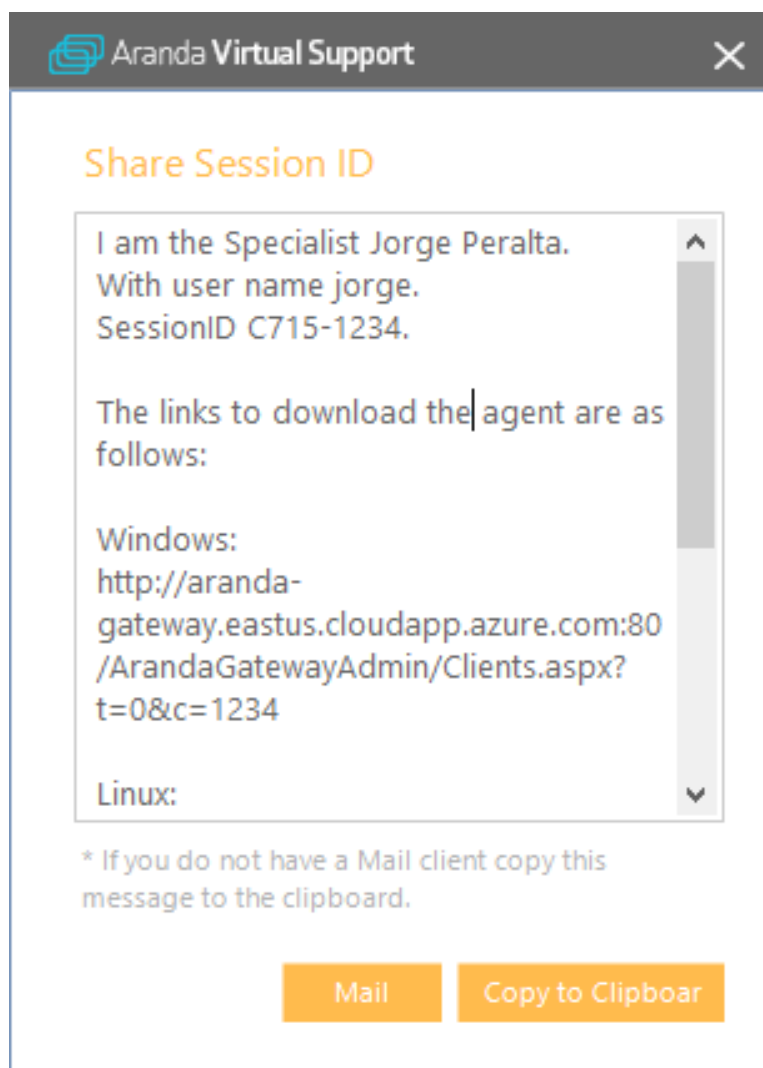 Aranda Virtual Support
Share Session ID
I am the Specialist Jorge Peralta.
With user name jorge.
SessionID C715-1234.
The links to download the agent are as
follows:
Windows:
http://aranda-
gateway.eastus.cloudapp.azure.com:80
/ArandaGatewayAdmin/Clients.aspx?
t=0&c=1234
Linux:
* If you do not have a Mail client copy this
message to the clipboard.
Mail
Copy to Clipboar